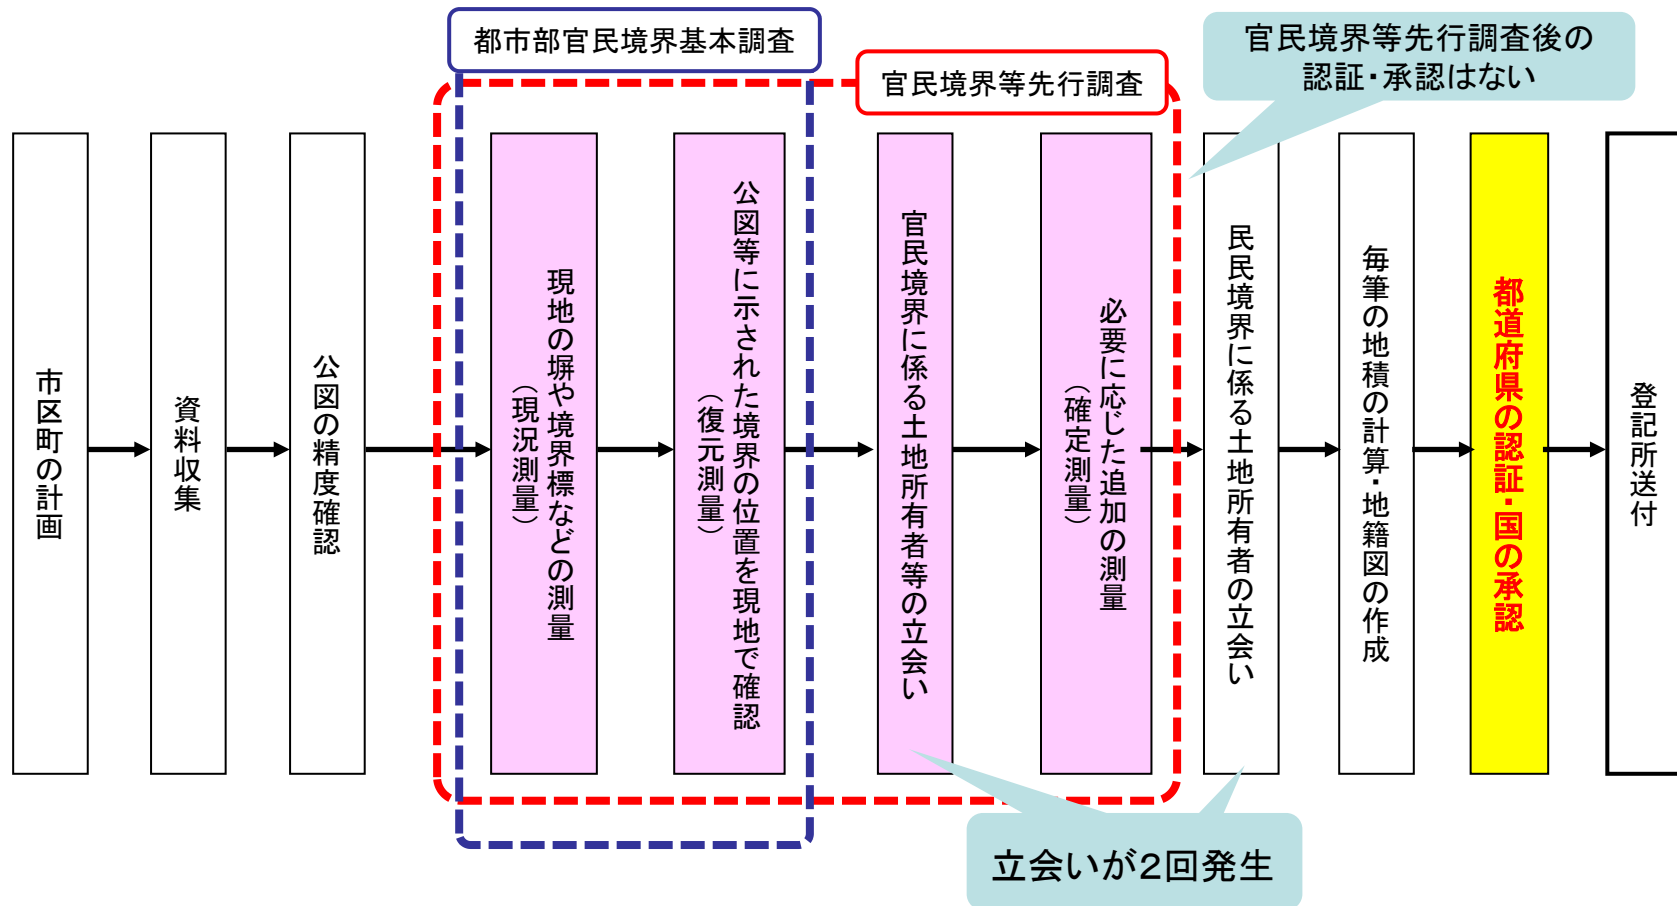 都市部官民境界基本調査
官民境界等先行調査
官民境界等先行調査後の
認証・承認はない
市区町の計画
資料収集
公図の精度確認
現地の塀や境界標などの測量
（現況測量）
公図等に示された境界の位置を現地で確認
（復元測量）
官民境界に係る土地所有者等の立会い
必要に応じた追加の測量
（確定測量）
民民境界に係る土地所有者の立会い
毎筆の地積の計算・地籍図の作成
都道府県の認証・国の承認
登記所送付
立会いが２回発生